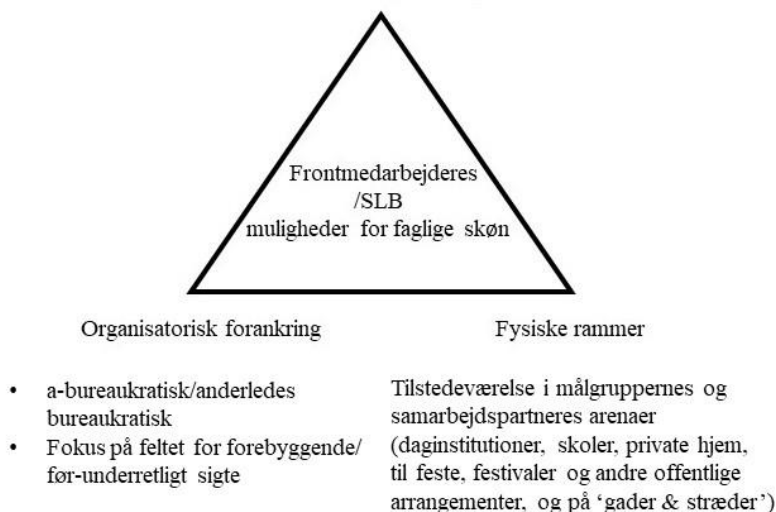 Frontmedarbejderes
/SLB
muligheder for faglige skøn
Organisatorisk forankring
Fysiske rammer
• a-bureaukratisk/anderledes
bureaukratisk
• Fokus på feltet for forebyggende/
før-underretligt sigte
Tilstedeværelse i målgruppernes og
samarbejdspartneres arenaer
(daginstitutioner, skoler, private hjem,
til feste, festivaler og andre offentlige
arrangementer, og på ‘gader & stræder’)